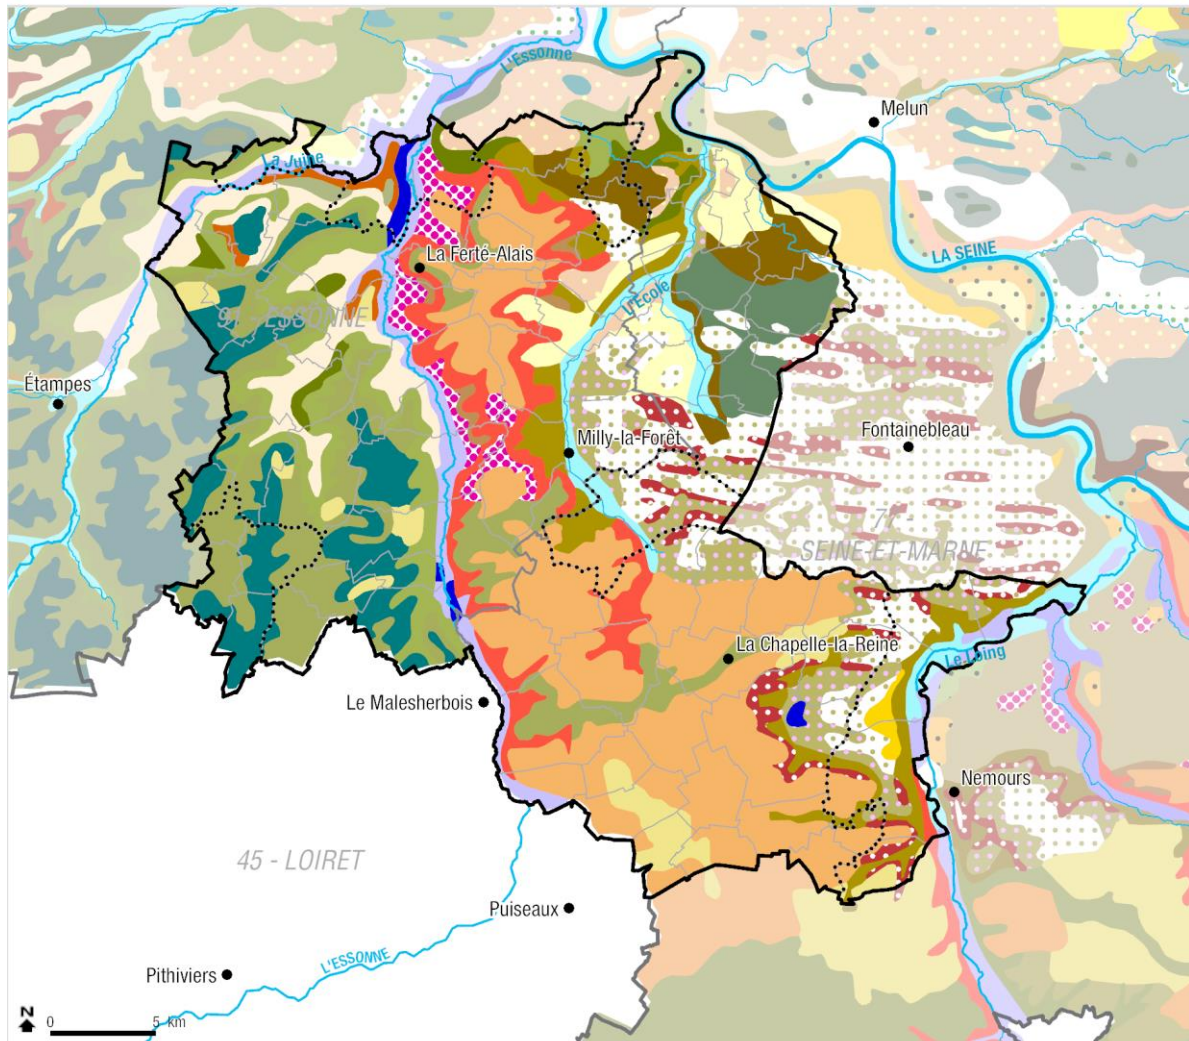 L'Essonne
Melun
La Juine
LA SEINE
La Ferté-Alais
L'École
91 - ESSONNE
Étampes
Milly-la-Forêt
Fontainebleau
77
SEINE-ET-MARNE
La Chapelle-la-Reine
Le Loing
Le Malesherbois
Nemours
45 - LOIRET
Puiseaux
L'ESSONNE
Pithiviers
N
0 5 km